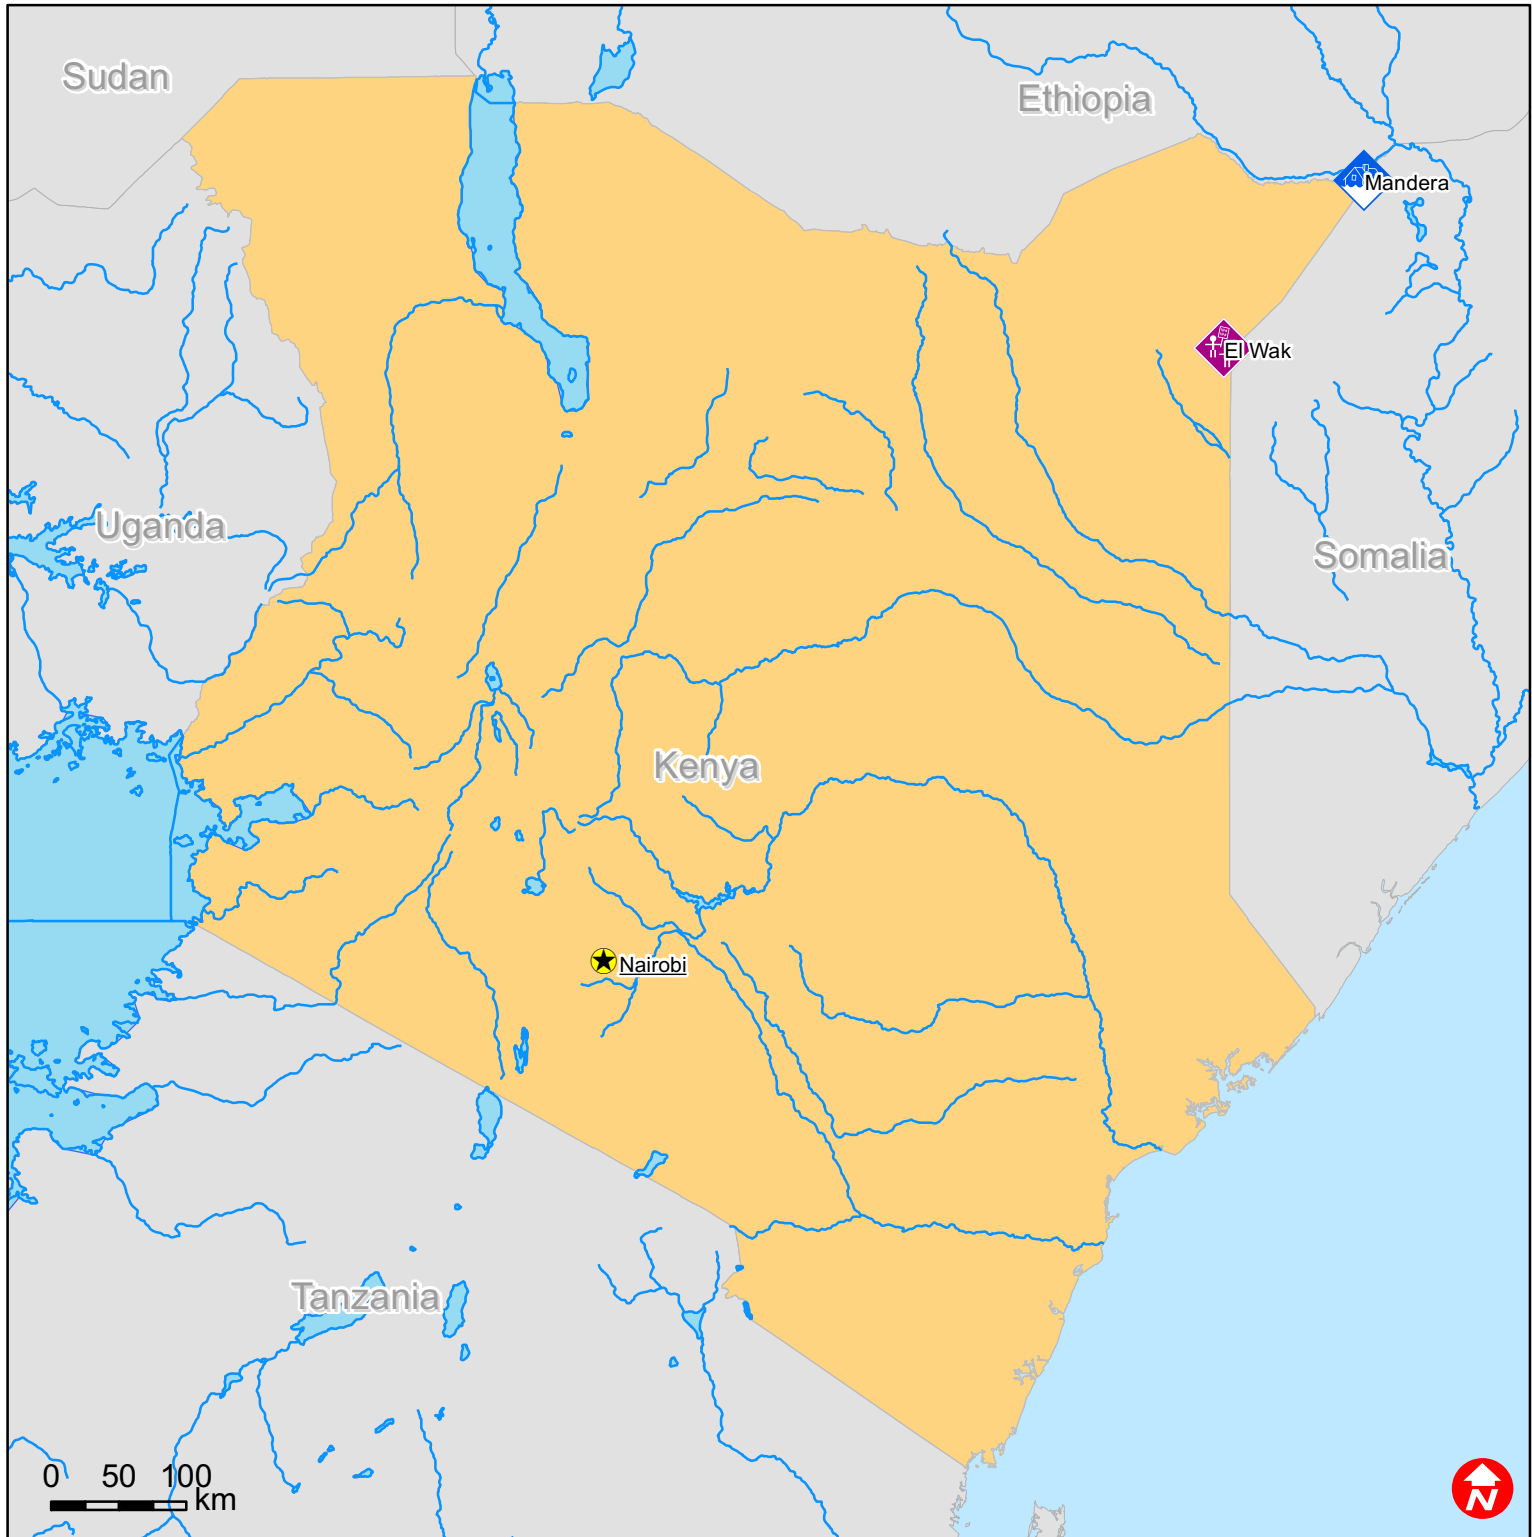 Sudan
Ethiopia
Mandera
El Wak
Uganda
Somalia
Kenya
Nairobi
Tanzania
0 50 100
km
N